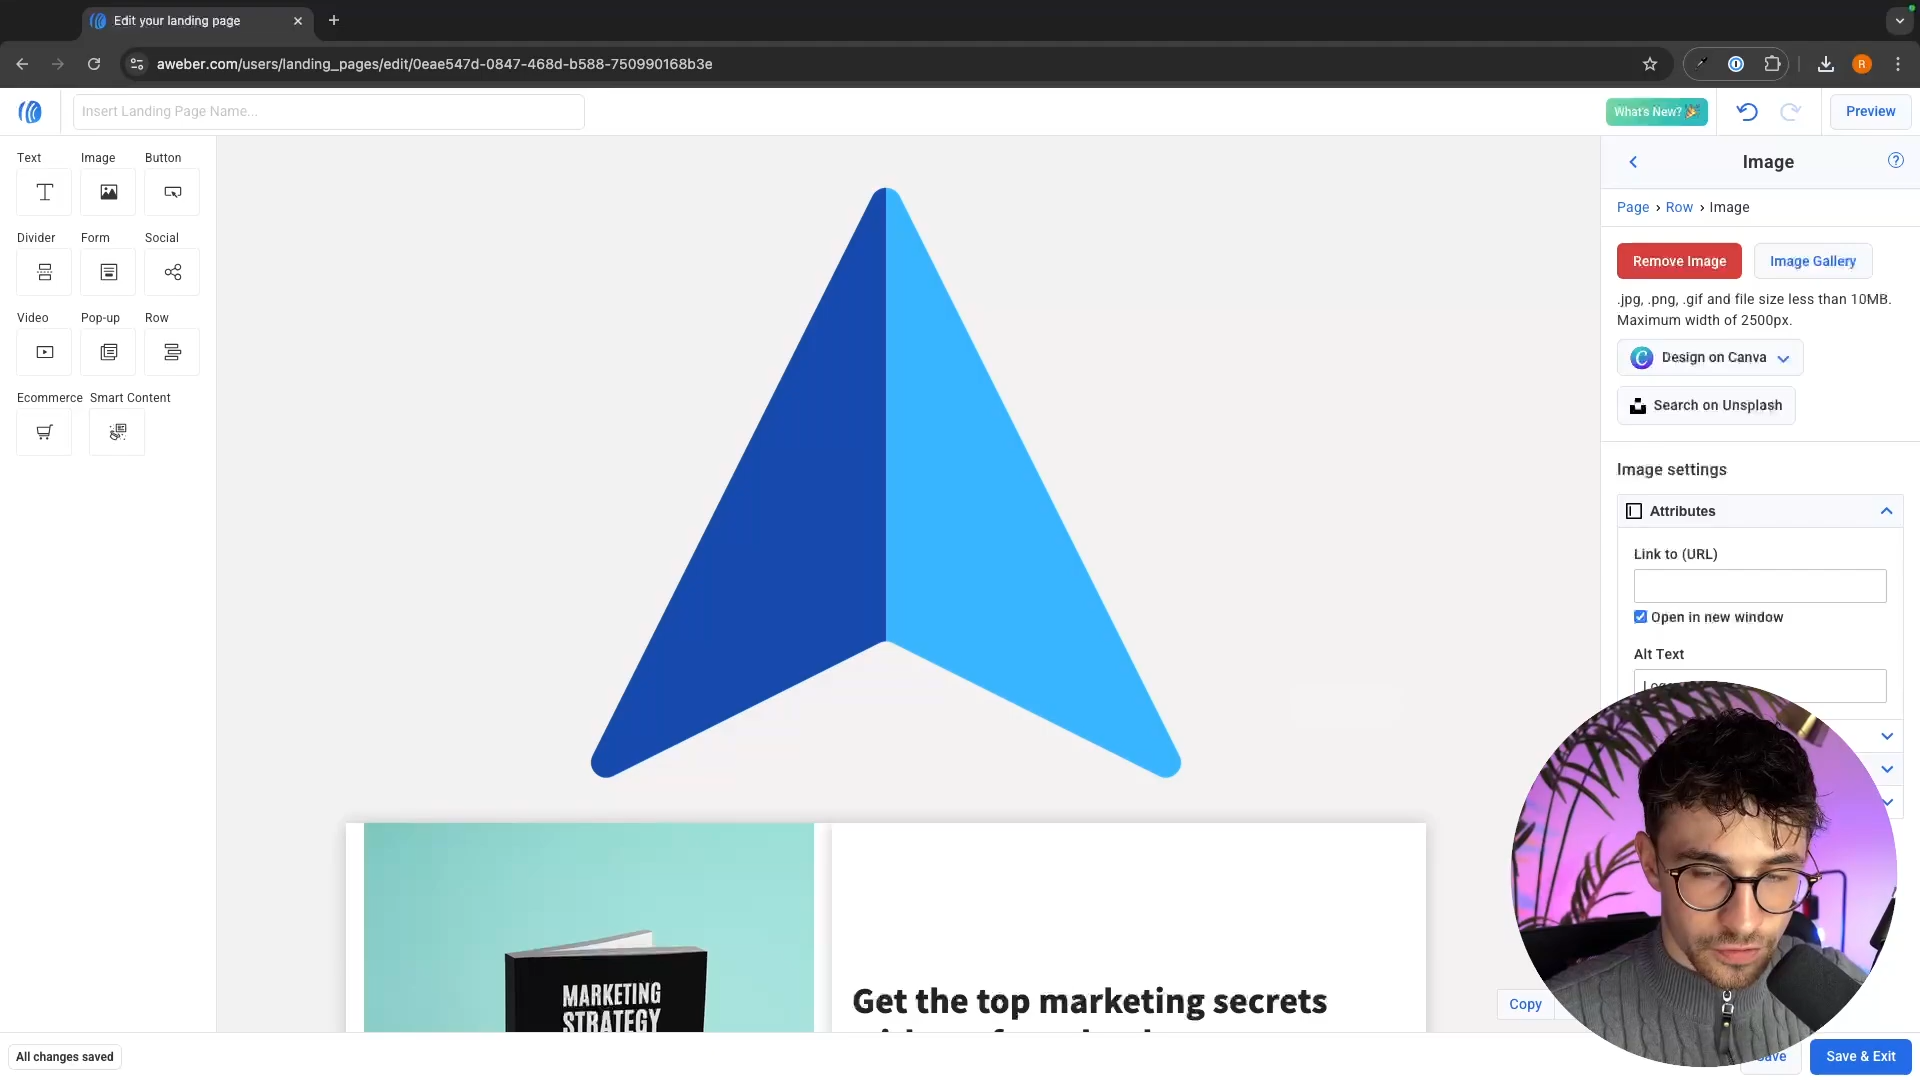 Edit your landing page
aweber.com/users/landing_pages/edit/0eae547d-0847-468d-b588-750990168b3e
R
Insert Landing Page Name...
What's New?
Preview
Text Image Button
Divider Form Social
Video Pop-up Row
Ecommerce Smart Content
Image
Page › Row › Image
Remove Image Image Gallery
.jpg, .png, .gif and file size less than 10MB.
Maximum width of 2500px.
Design on Canva
Search on Unsplash
Image settings
Attributes
Link to (URL)
Open in new window
Alt Text
MARKETING
STRATEGY
Get the top marketing secrets
Copy
All changes saved
Save
Save & Exit